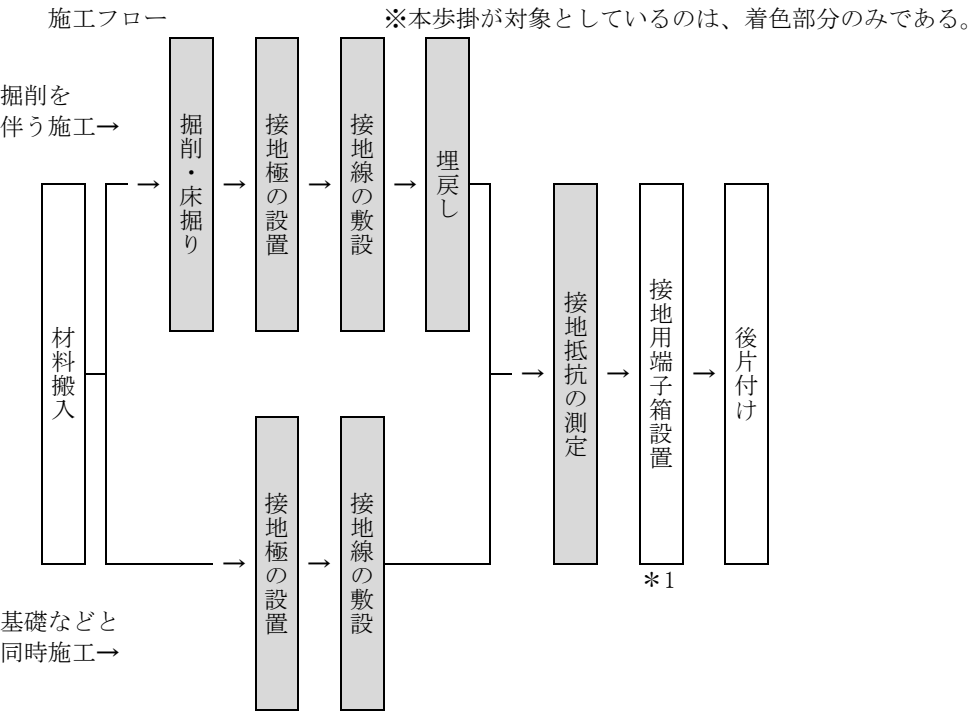 施工フロー
※本歩掛が対象としているのは、着色部分のみである。
掘削を
伴う施工→
材料搬入
掘削・床掘り
接地極の設置
接地線の敷設
埋戻し
接地極の設置
接地線の敷設
接地抵抗の測定
接地用端子箱設置
＊1
後片付け
基礎などと
同時施工→